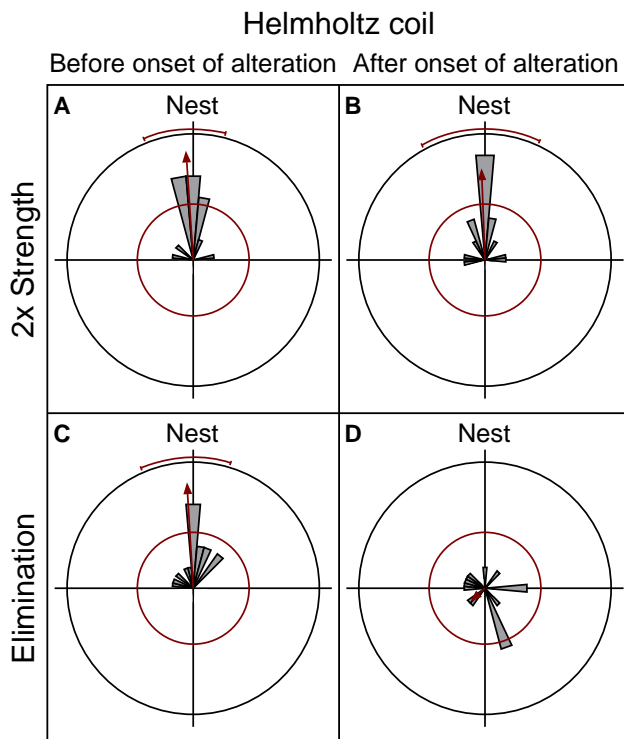 Helmholtz coil
Before onset of alteration After onset of alteration
A Nest
B Nest
2x Strength
C Nest
D Nest
Elimination